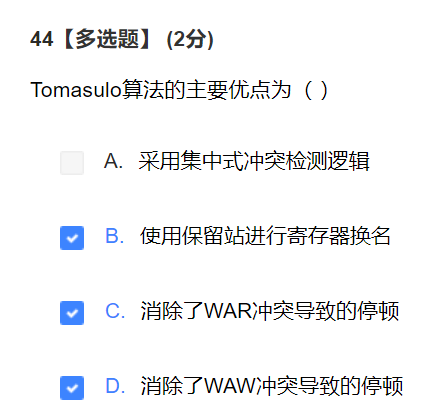 44【多选题】 (2分)
Tomasulo算法的主要优点为（ ）
A. 采用集中式冲突检测逻辑
B. 使用保留站进行寄存器换名
C. 消除了WAR冲突导致的停顿
D. 消除了WAW冲突导致的停顿